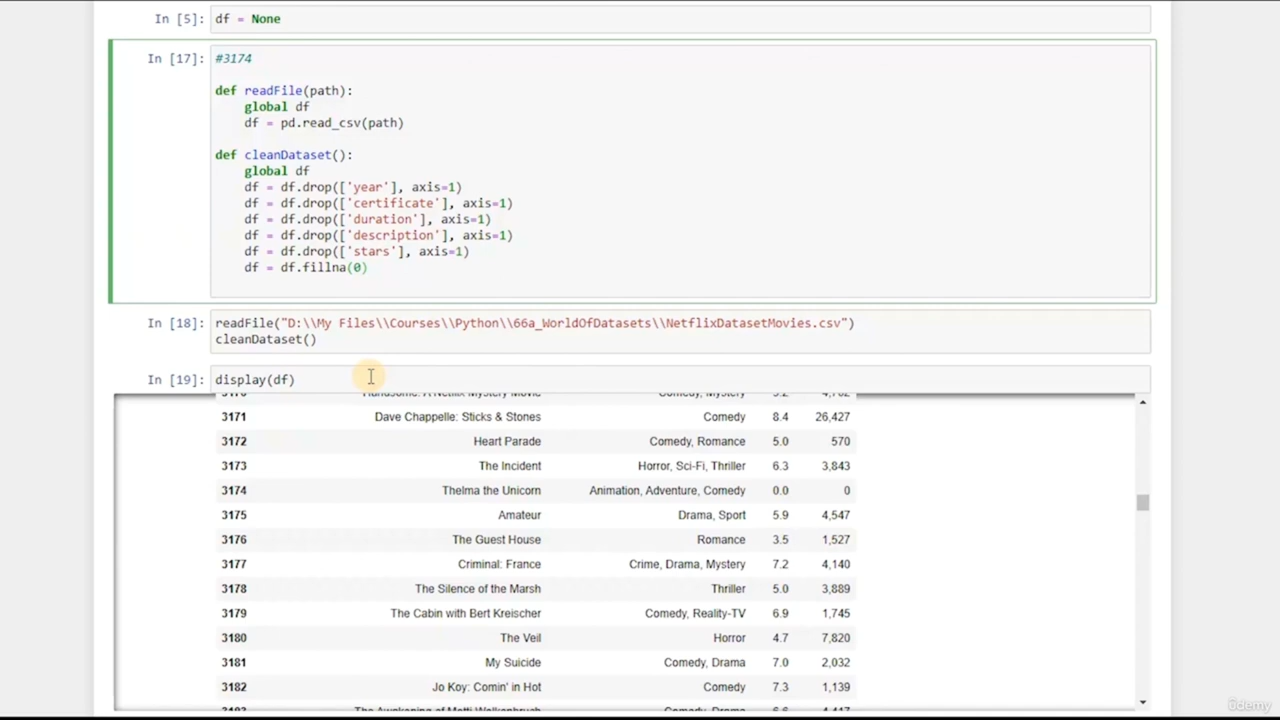 In [5]: df = None
In [17]: #3174
def readFile(path):
global df
df = pd.read_csv(path)
def cleanDataset():
global df
df = df.drop(['year'], axis=1)
df = df.drop(['certificate'], axis=1)
df = df.drop(['duration'], axis=1)
df = df.drop(['description'], axis=1)
df = df.drop(['stars'], axis=1)
df = df.fillna(0)
In [18]: readFile("D:\\My Files\\Courses\\Python\\66a_WorldOfDatasets\\NetflixDatasetMovies.csv")
cleanDataset()
In [19]: display(df)
3171 Dave Chappelle: Sticks & Stones Comedy 8.4 26,427
3172 Heart Parade Comedy, Romance 5.0 570
3173 The Incident Horror, Sci-Fi, Thriller 6.3 3,843
3174 Thelma the Unicorn Animation, Adventure, Comedy 0.0 0
3175 Amateur Drama, Sport 5.9 4,547
3176 The Guest House Romance 3.5 1,527
3177 Criminal: France Crime, Drama, Mystery 7.2 4,140
3178 The Silence of the Marsh Thriller 5.0 3,889
3179 The Cabin with Bert Kreischer Comedy, Reality-TV 6.9 1,745
3180 The Veil Horror 4.7 7,820
3181 My Suicide Comedy, Drama 7.0 2,032
3182 Jo Koy: Comin' in Hot Comedy 7.3 1,139
ûdemy